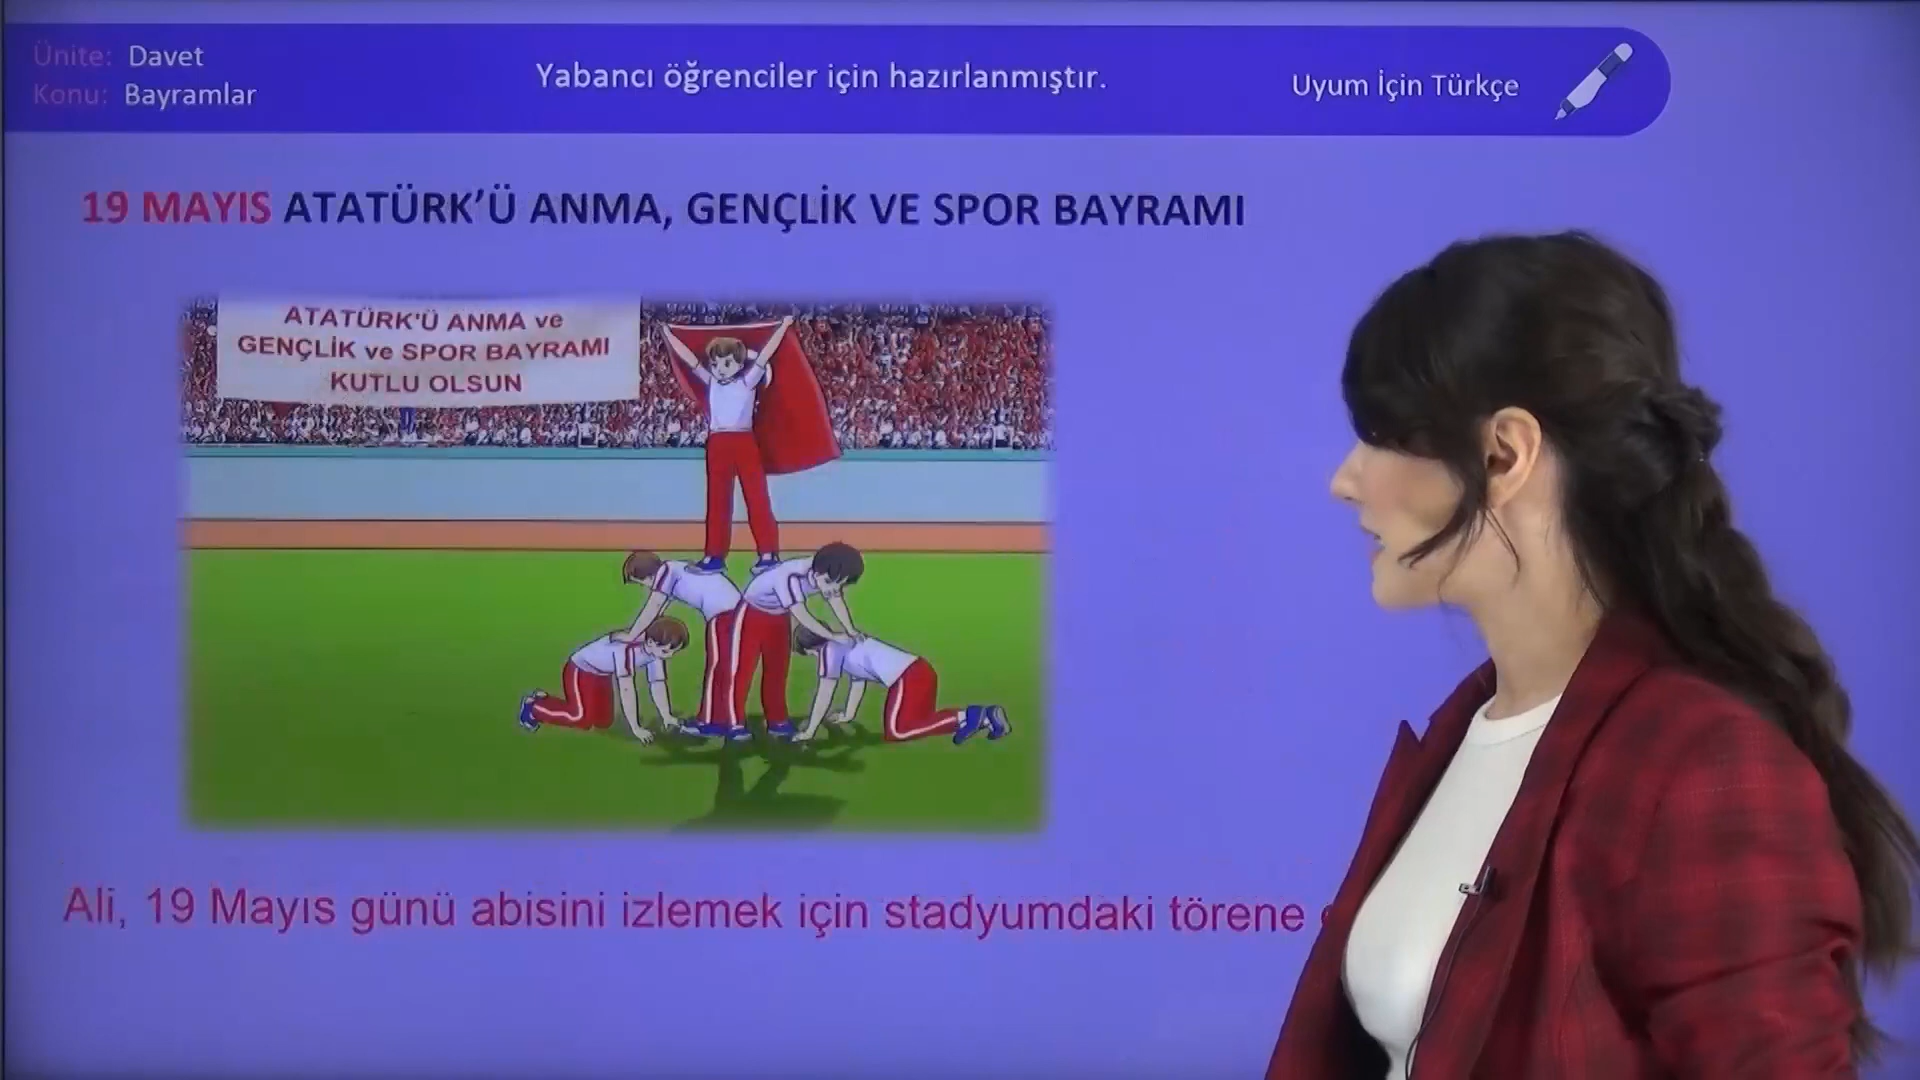 Ünite: Davet
Konu: Bayramlar
Yabancı öğrenciler için hazırlanmıştır.
Uyum İçin Türkçe
19 MAYIS ATATÜRK'Ü ANMA, GENÇLİK VE SPOR BAYRAMI
ATATÜRK'Ü ANMA ve
GENÇLİK ve SPOR BAYRAMI
KUTLU OLSUN
Ali, 19 Mayıs günü abisini izlemek için stadyumdaki törene